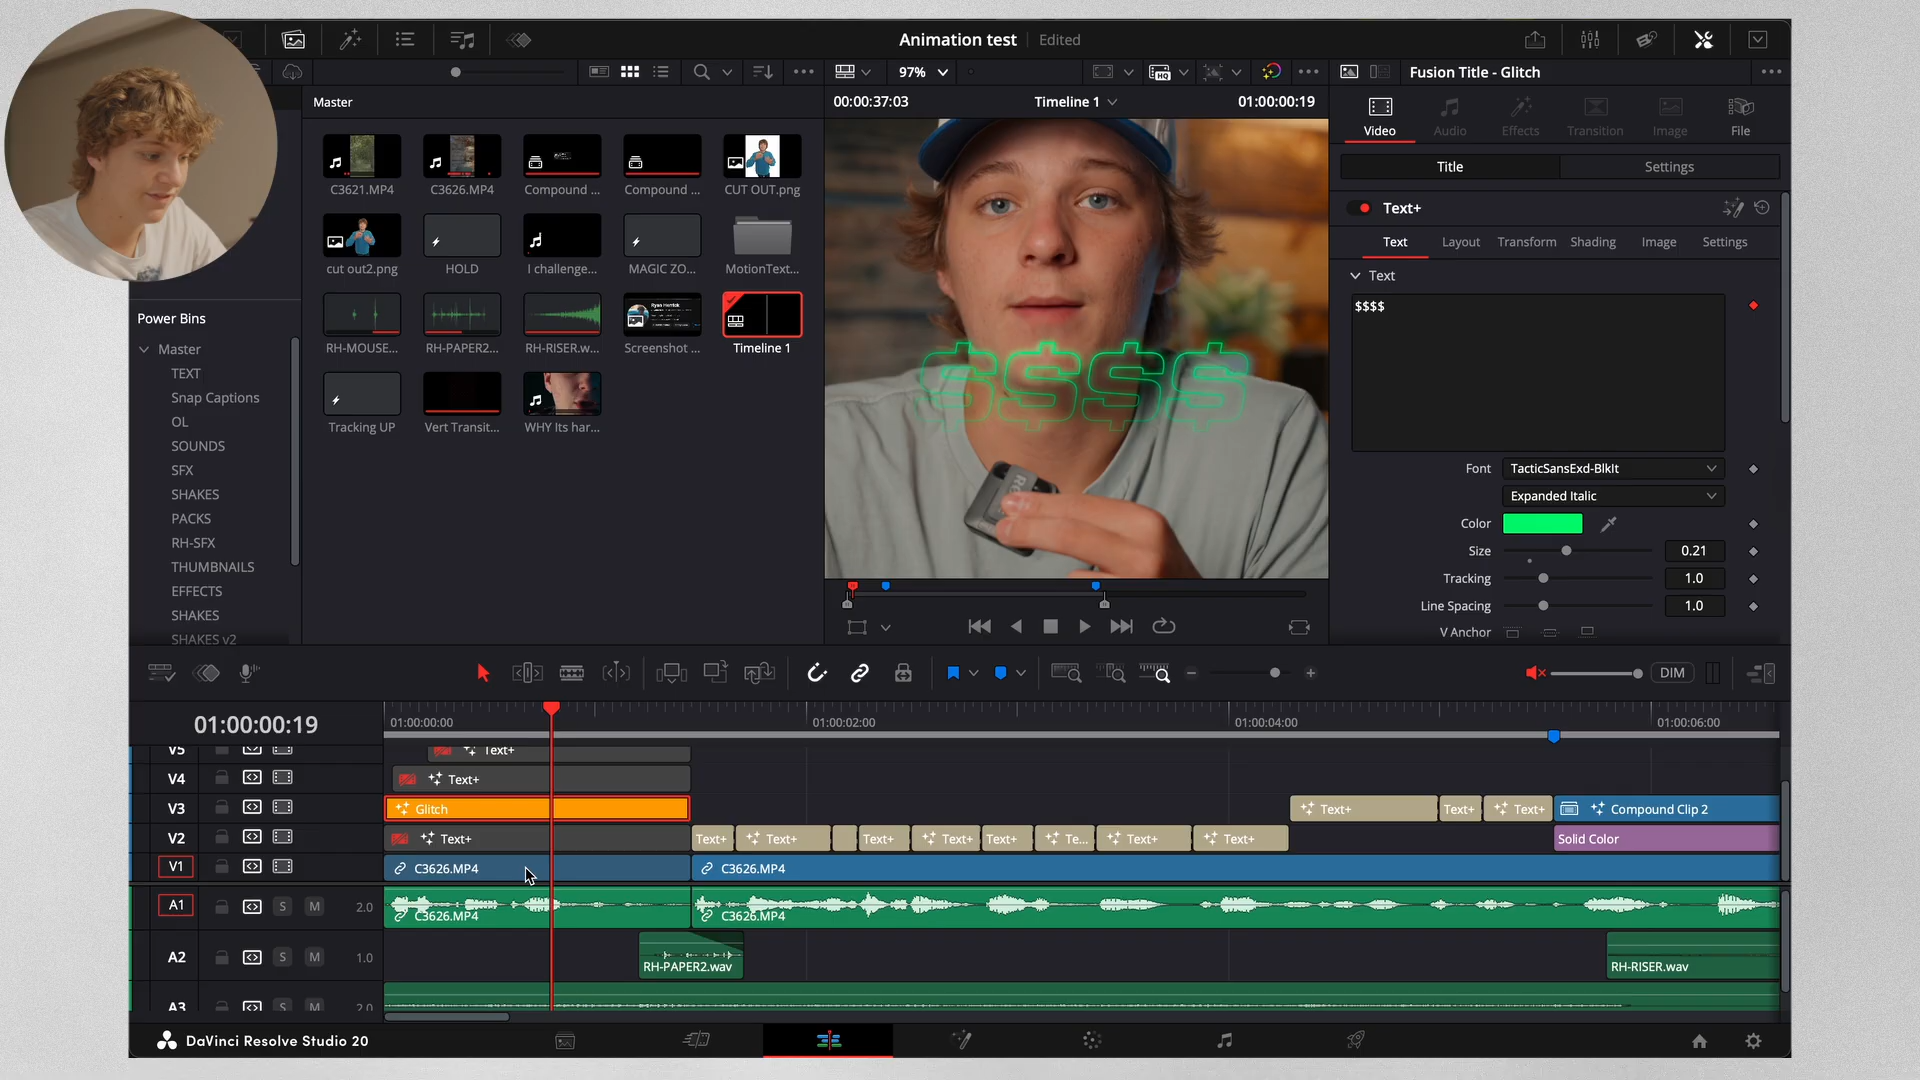 Animation test
Edited
97%
Fusion Title - Glitch
Master
00:00:37:03
Timeline 1
01:00:00:19
Video
Audio
Effects
Transition
Image
File
C3621.MP4
C3626.MP4
Compound ...
Compound ...
CUT OUT.png
Title
Settings
Text+
cut out2.png
HOLD
I challenge...
MAGIC ZO...
MotionText...
Text
Layout
Transform
Shading
Image
Settings
Text
$$$$
Power Bins
Master
TEXT
Snap Captions
OL
SOUNDS
SFX
SHAKES
PACKS
RH-SFX
THUMBNAILS
EFFECTS
SHAKES
SHAKES v2
RH-MOUSE...
RH-PAPER2...
RH-RISER.w...
Screenshot ...
Timeline 1
Tracking UP
Vert Transit...
WHY Its har...
$$$$
Font
TacticSansExd-BlkIt
Expanded Italic
Color
Size
0.21
Tracking
1.0
Line Spacing
1.0
V Anchor
DIM
01:00:00:19
01:00:00:00
01:00:02:00
01:00:04:00
01:00:06:00
V5
Text+
V4
Text+
V3
Glitch
Text+
Text+
Text+
Compound Clip 2
V2
Text+
Text+
Text+
Text+
Text+
Text+
Te...
Text+
Text+
Solid Color
V1
C3626.MP4
C3626.MP4
A1
S
M
2.0
C3626.MP4
C3626.MP4
A2
S
M
1.0
RH-PAPER2.wav
RH-RISER.wav
A3
S
M
2.0
DaVinci Resolve Studio 20